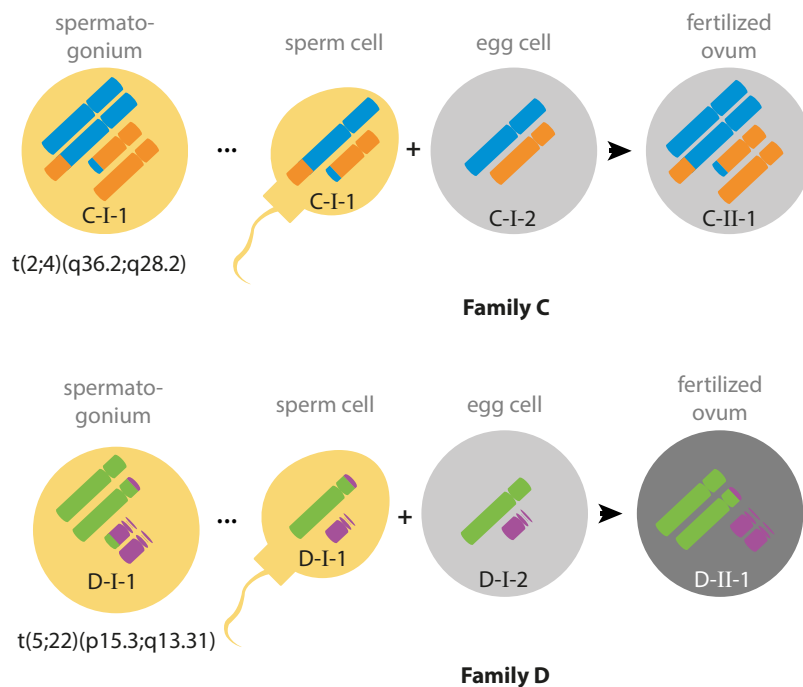 spermato-
gonium
sperm cell
egg cell
fertilized
ovum
...
+
C-I-1
C-I-1
C-I-2
C-II-1
t(2;4)(q36.2;q28.2)
Family C
spermato-
gonium
sperm cell
egg cell
fertilized
ovum
...
+
D-I-1
D-I-1
D-I-2
D-II-1
t(5;22)(p15.3;q13.31)
Family D